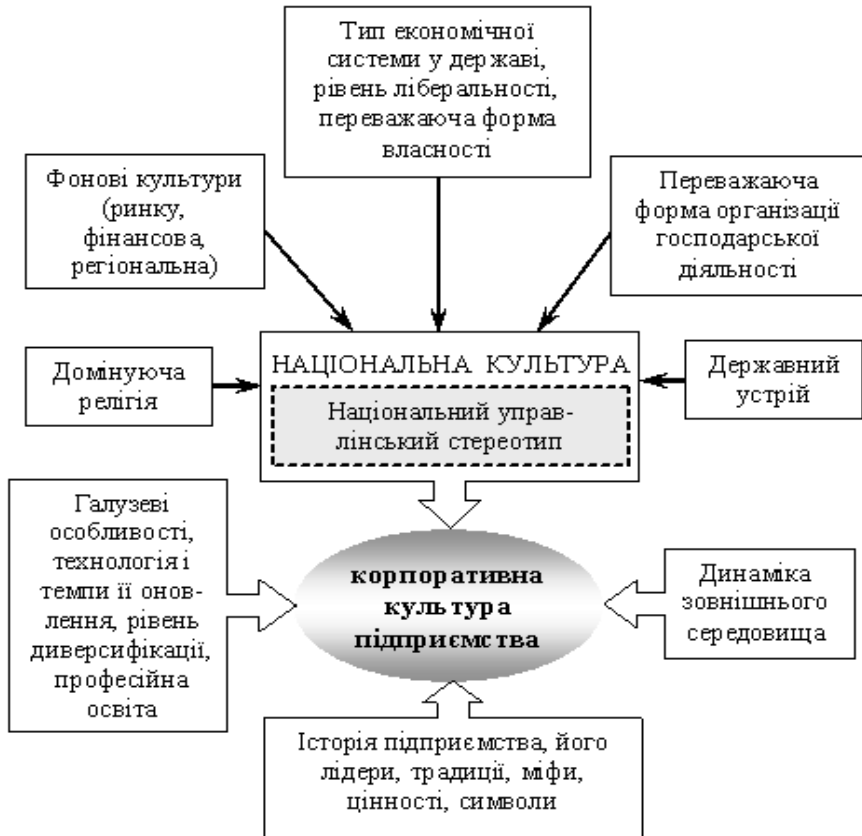 Тип економічної
системи у державі,
рівень ліберальності,
переважаюча форма
власності
Фонові культури
(ринку,
фінансова,
регіональна)
Переважаюча
форма організації
господарської
діяльності
Домінуюча
релігія
НАЦІОНАЛЬНА КУЛЬТУРА
Національний управ-
лінський стереотип
Державний
устрій
Галузеві
особливості,
технологія і
темпи її онов-
лення, рівень
диверсифікації,
професійна
освіта
корпоративна
культура
підприємства
Динаміка
зовнішнього
середовища
Історія підприємства, його
лідери, традиції, міфи,
цінності, символи